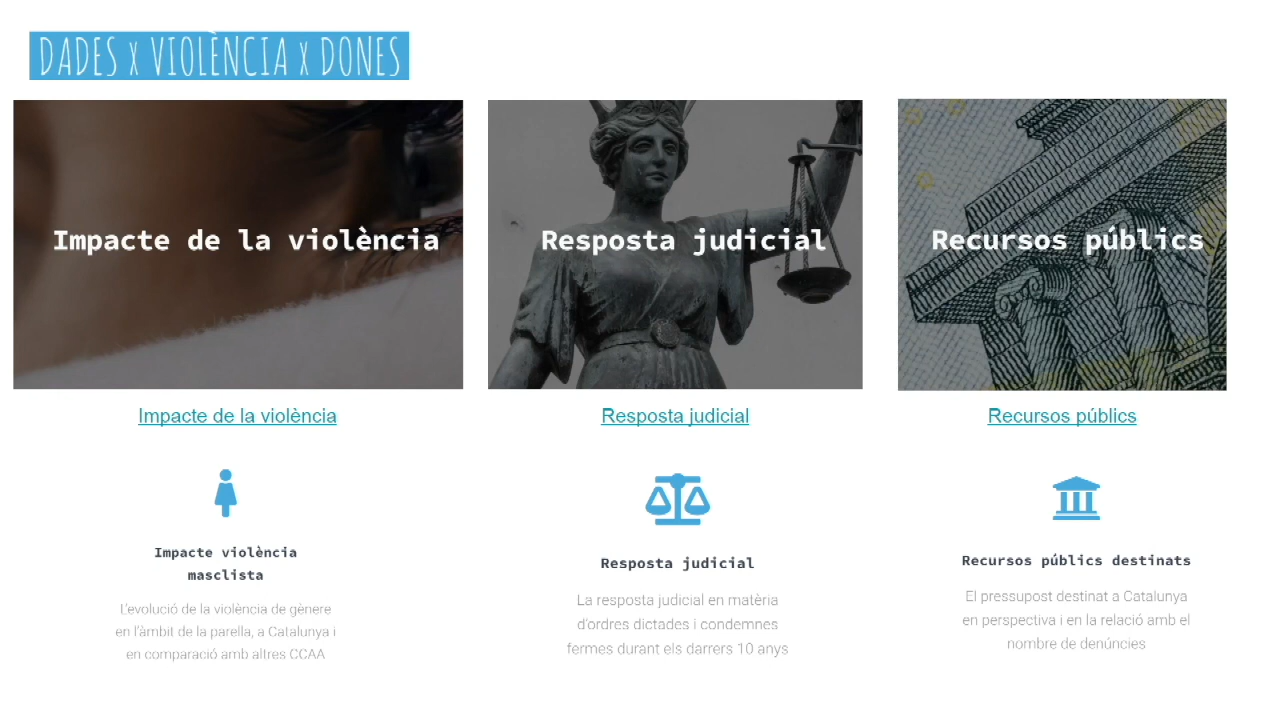 DADES x VIOLÈNCIA x DONES
Impacte de la violència
Resposta judicial
Recursos públics
Impacte de la violència
Resposta judicial
Recursos públics
Impacte violència
masclista
L'evolució de la violència de gènere
en l'àmbit de la parella, a Catalunya i
en comparació amb altres CCAA
Resposta judicial
La resposta judicial en matèria
d'ordres dictades i condemnes
fermes durant els darrers 10 anys
Recursos públics destinats
El pressupost destinat a Catalunya
en perspectiva i en la relació amb el
nombre de denúncies